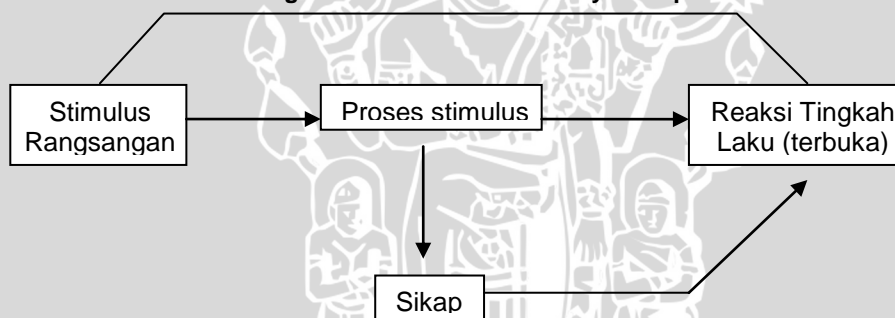 Stimulus
Rangsangan
Proses stimulus
Reaksi Tingkah
Laku (terbuka)
Sikap